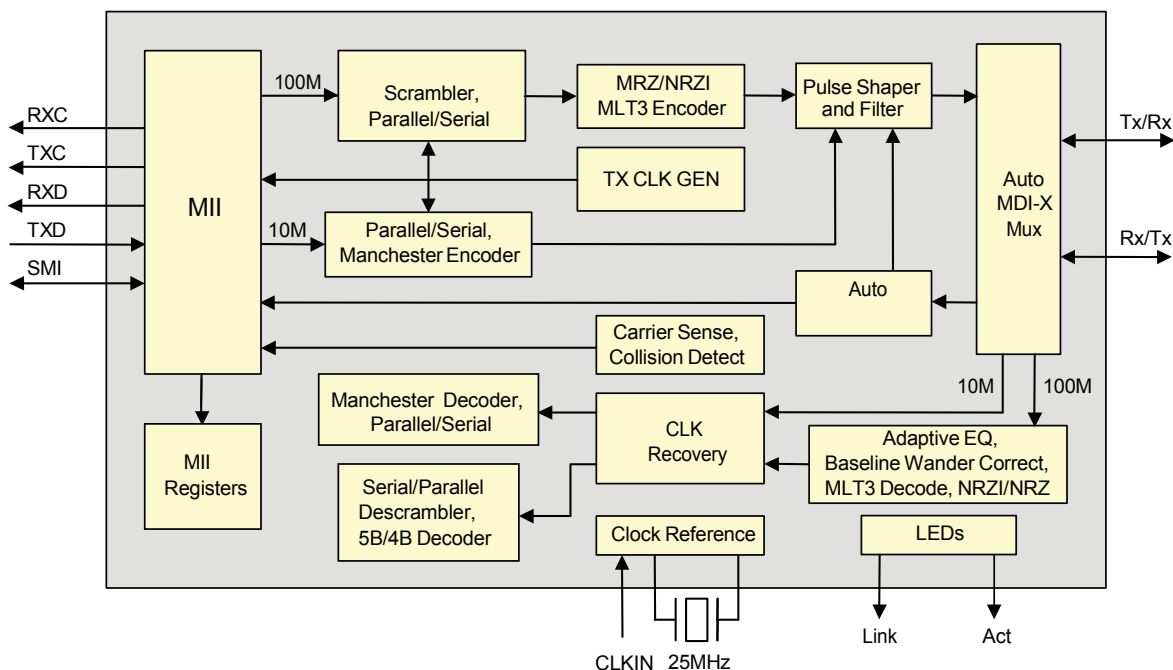 RXC
TXC
RXD
TXD
SMI
MII
100M
10M
Scrambler,
Parallel/Serial
MRZ/NRZI
MLT3 Encoder
Pulse Shaper
and Filter
TX CLK GEN
Parallel/Serial,
Manchester Encoder
Auto
MDI-X
Mux
Tx/Rx
Rx/Tx
Auto
Carrier Sense,
Collision Detect
10M
100M
Manchester Decoder,
Parallel/Serial
CLK
Recovery
Adaptive EQ,
Baseline Wander Correct,
MLT3 Decode, NRZI/NRZ
MII
Registers
Serial/Parallel
Descrambler,
5B/4B Decoder
Clock Reference
LEDs
CLKIN
25MHz
Link
Act